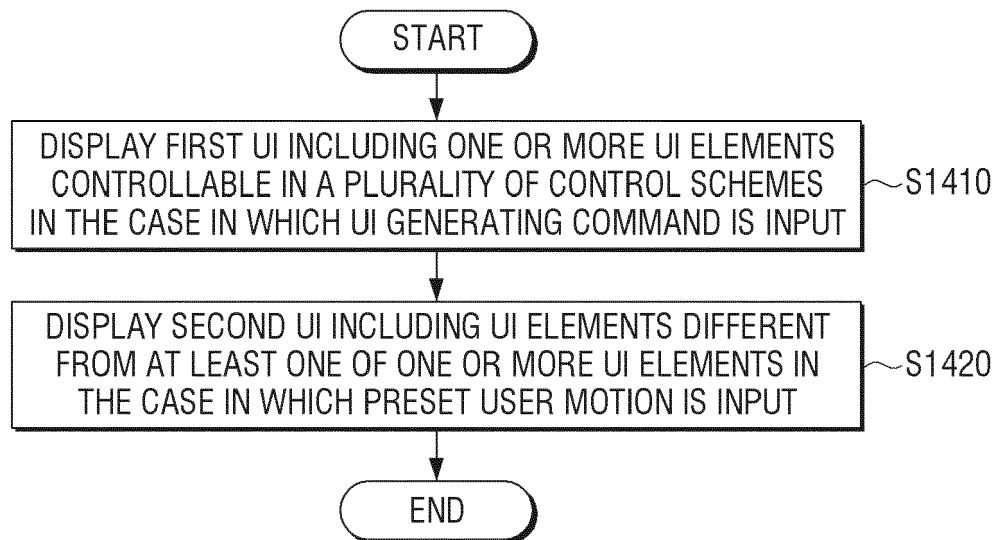 START
DISPLAY FIRST UI INCLUDING ONE OR MORE UI ELEMENTS
CONTROLLABLE IN A PLURALITY OF CONTROL SCHEMES
IN THE CASE IN WHICH UI GENERATING COMMAND IS INPUT
S1410
DISPLAY SECOND UI INCLUDING UI ELEMENTS DIFFERENT
FROM AT LEAST ONE OF ONE OR MORE UI ELEMENTS IN
THE CASE IN WHICH PRESET USER MOTION IS INPUT
S1420
END